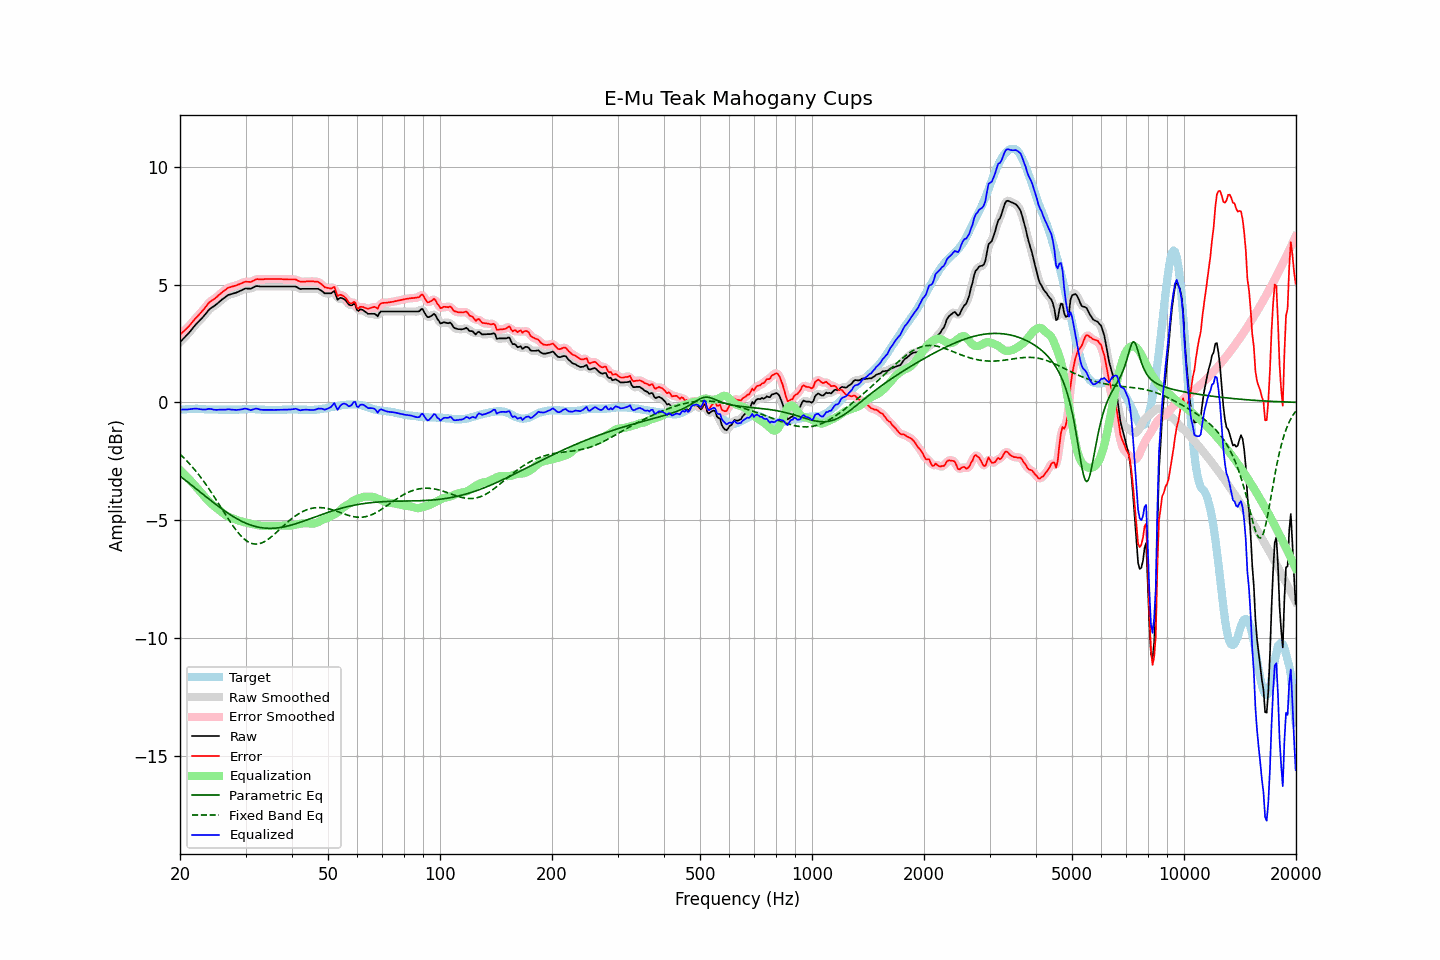 E-Mu Teak Mahogany Cups
Amplitude (dBr)
10
5
0
−5
−10
−15
Target
Raw Smoothed
Error Smoothed
Raw
Error
Equalization
Parametric Eq
Fixed Band Eq
Equalized
20
50
100
200
500
1000
2000
5000
10000
20000
Frequency (Hz)